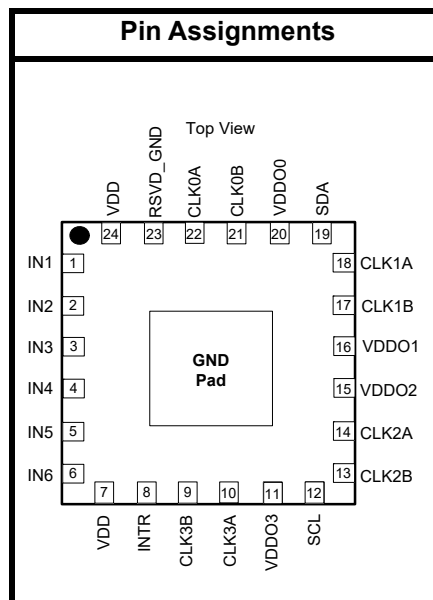 Pin Assignments
Top View
VDD
RSVD_GND
CLK0A
CLK0B
VDDO0
SDA
24
23
22
21
20
19
IN1
1
18
CLK1A
IN2
2
17
CLK1B
IN3
3
16
VDDO1
GND
Pad
IN4
4
15
VDDO2
IN5
5
14
CLK2A
IN6
6
13
CLK2B
7
8
9
10
11
12
VDD
INTR
CLK3B
CLK3A
VDDO3
SCL